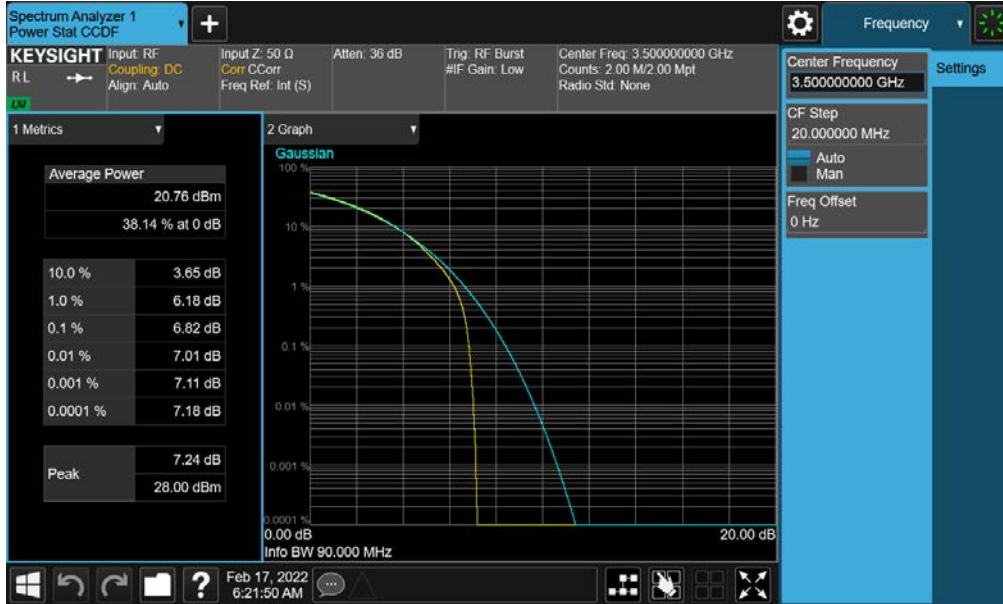 Spectrum Analyzer 1
Power Stat CCDF
+
Frequency
KEYSIGHT
RL
LXI
Input: RF
Coupling: DC
Align: Auto
Input Z: 50 Ω
Corr CCorr
Freq Ref: Int (S)
Atten: 36 dB
Trig: RF Burst
#IF Gain: Low
Center Freq: 3.500000000 GHz
Counts: 2.00 M/2.00 Mpt
Radio Std: None
Center Frequency
3.500000000 GHz
Settings
CF Step
20.000000 MHz
Auto
Man
Freq Offset
0 Hz
1 Metrics
Average Power
20.76 dBm
38.14 % at 0 dB
10.0 % 3.65 dB
1.0 % 6.18 dB
0.1 % 6.82 dB
0.01 % 7.01 dB
0.001 % 7.11 dB
0.0001 % 7.18 dB
Peak
7.24 dB
28.00 dBm
2 Graph
Gaussian
100 %
10 %
1 %
0.1 %
0.01 %
0.001 %
0.0001 %
0.00 dB 20.00 dB
Info BW 90.000 MHz
?
Feb 17, 2022
6:21:50 AM